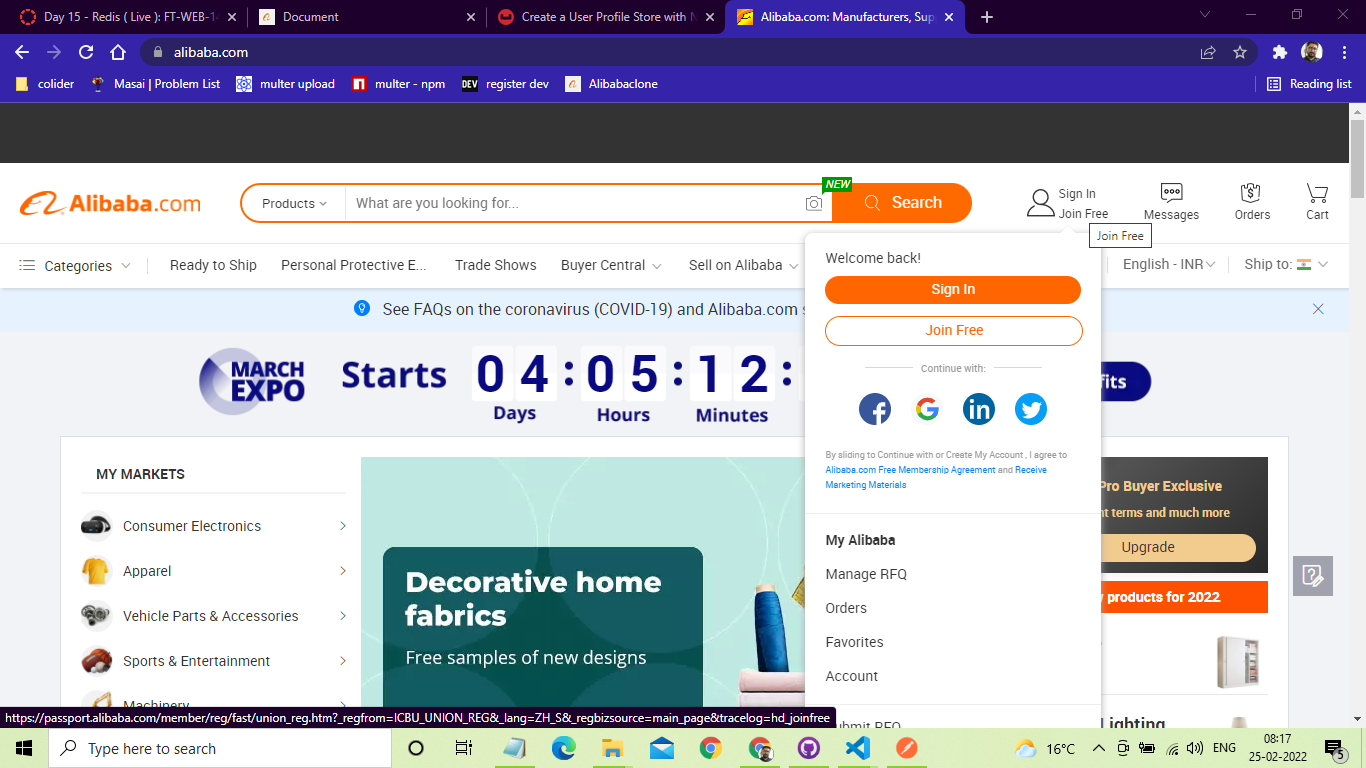 Day 15 - Redis ( Live ): FT-WEB-1
Document
Create a User Profile Store with N
Alibaba.com: Manufacturers, Sup
alibaba.com
colider
Masai | Problem List
multer upload
multer - npm
DEV
register dev
Alibabaclone
Reading list
Alibaba.com
Products
What are you looking for...
NEW
Search
Sign In
Join Free
Messages
Orders
Cart
Join Free
Categories
Ready to Ship
Personal Protective E...
Trade Shows
Buyer Central
Sell on Alibaba
English - INR
Ship to:
See FAQs on the coronavirus (COVID-19) and Alibaba.com
Welcome back!
Sign In
Join Free
Continue with:
By sliding to Continue with or Create My Account , I agree to
Alibaba.com Free Membership Agreement and Receive
Marketing Materials
My Alibaba
Manage RFQ
Orders
Favorites
Account
Submit RFQ
MARCH
EXPO
Starts
04:05:12:
Days
Hours
Minutes
fits
MY MARKETS
Consumer Electronics
Apparel
Vehicle Parts & Accessories
Sports & Entertainment
Machinery
Decorative home
fabrics
Free samples of new designs
Pro Buyer Exclusive
nt terms and much more
Upgrade
y products for 2022
Lighting
https://passport.alibaba.com/member/reg/fast/union_reg.htm?_regfrom=ICBU_UNION_REG&_lang=ZH_S&_regbizsource=main_page&tracelog=hd_joinfree
Type here to search
16°C
ENG
08:17
25-02-2022
5